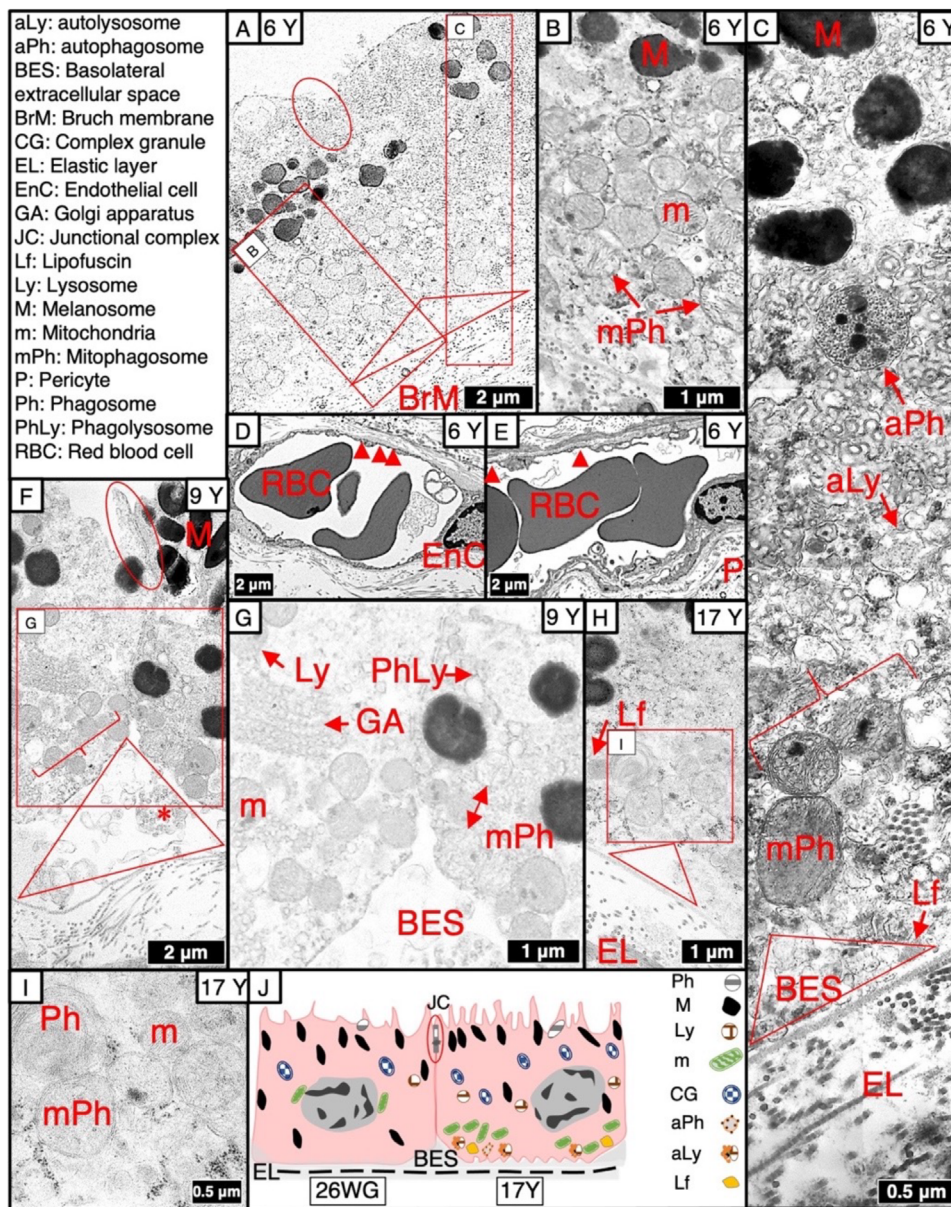 aLy: autolysosome
aPh: autophagosome
BES: Basolateral
extracellular space
BrM: Bruch membrane
CG: Complex granule
EL: Elastic layer
EnC: Endothelial cell
GA: Golgi apparatus
JC: Junctional complex
Lf: Lipofuscin
Ly: Lysosome
M: Melanosome
m: Mitochondria
mPh: Mitophagosome
P: Pericyte
Ph: Phagosome
PhLy: Phagolysosome
RBC: Red blood cell
A 6 Y
C
B
BrM
2 µm
B 6 Y
M
m
mPh
1 µm
C 6 Y
M
aPh
aLy
mPh
Lf
BES
EL
0.5 µm
D 6 Y
RBC
EnC
2 µm
E 6 Y
RBC
P
2 µm
F 9 Y
M
G
*
2 µm
G 9 Y
Ly
PhLy
GA
m
mPh
BES
1 µm
H 17 Y
Lf
I
EL
1 µm
I 17 Y
Ph
m
mPh
0.5 µm
J
JC
EL
BES
26WG
17Y
Ph
M
Ly
m
CG
aPh
aLy
Lf